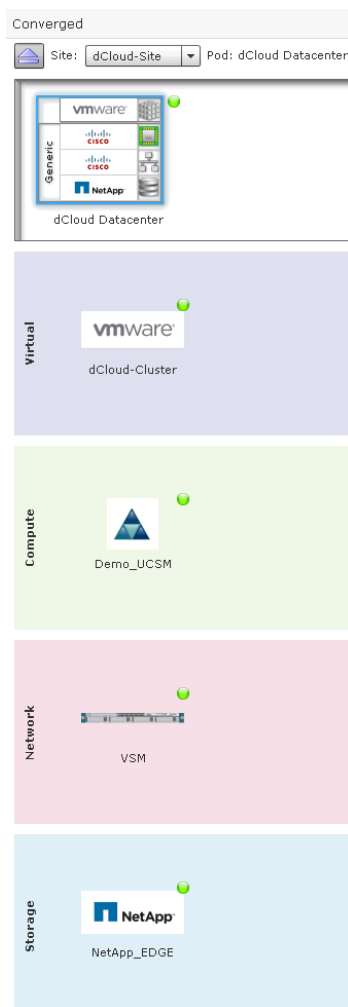 Converged
Site: dCloud-Site Pod: dCloud Datacenter
Generic
vmware
cisco
cisco
NetApp
dCloud Datacenter
Virtual
vmware
dCloud-Cluster
Compute
Demo_UCSM
Network
VSM
Storage
NetApp
NetApp_EDGE